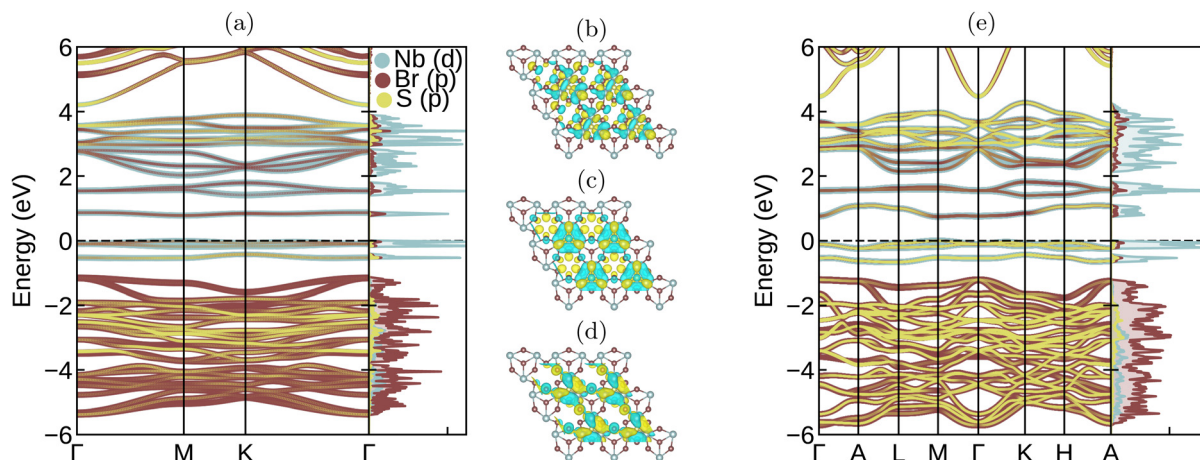 (a)
6
4
2
0
−2
−4
−6
Energy (eV)
Nb (d)
Br (p)
S (p)
Γ M K Γ
(b)
(c)
(d)
(e)
6
4
2
0
−2
−4
−6
Energy (eV)
Γ A L M Γ K H A